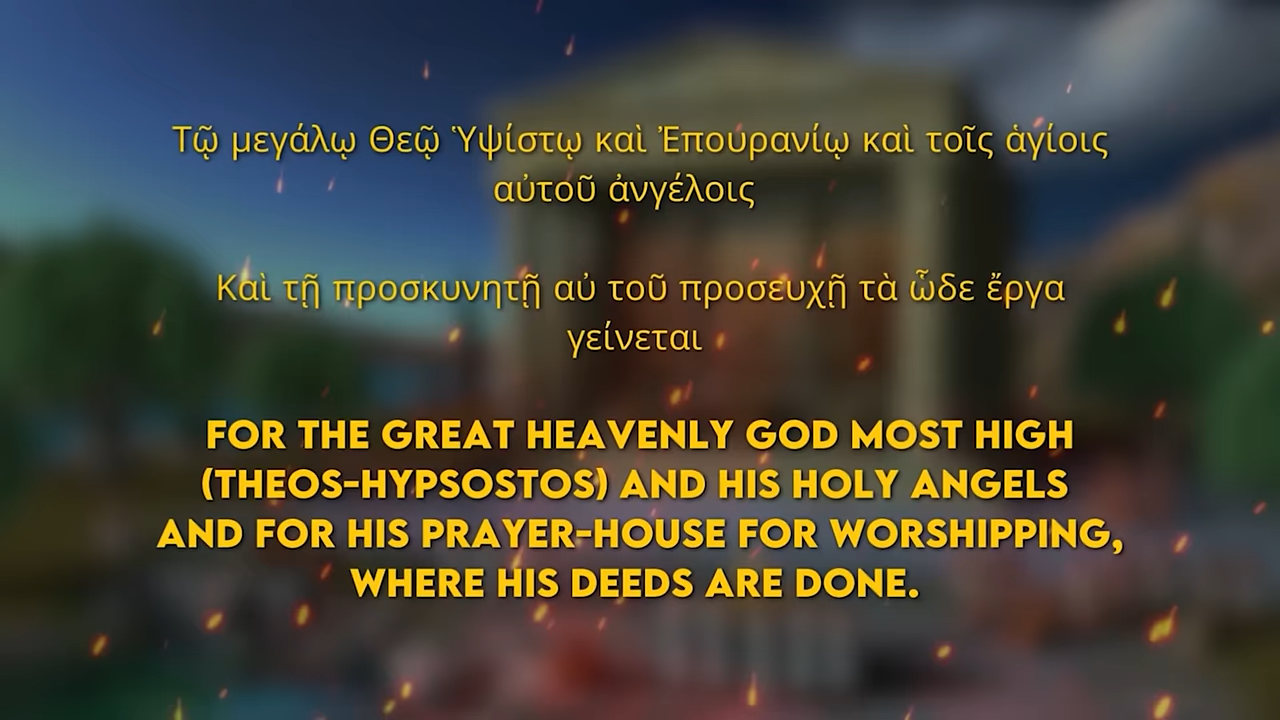 Τῷ μεγάλῳ Θεῷ Ὑψίστῳ καὶ Ἐπουρανίῳ καὶ τοῖς ἁγίοις
αὐτοῦ ἀνγέλοις
Καὶ τῇ προσκυνητῇ αὐ τοῦ προσευχῇ τὰ ὧδε ἔργα
γείνεται
FOR THE GREAT HEAVENLY GOD MOST HIGH
(THEOS-HYPSOSTOS) AND HIS HOLY ANGELS
AND FOR HIS PRAYER-HOUSE FOR WORSHIPPING,
WHERE HIS DEEDS ARE DONE.